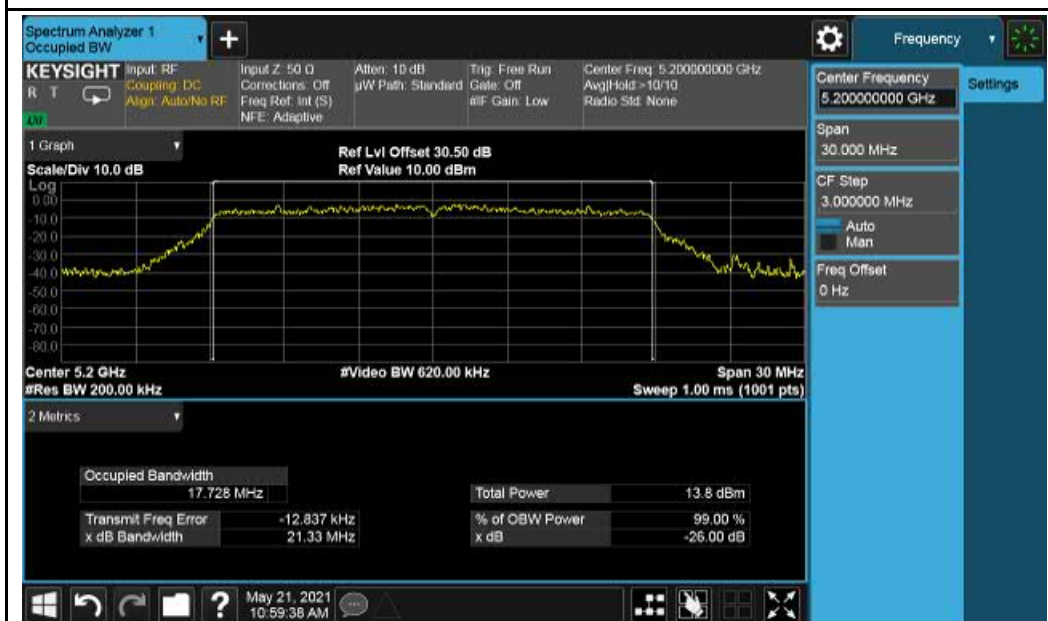 Spectrum Analyzer 1
Occupied BW
+
Frequency
KEYSIGHT
R T
Input: RF
Coupling: DC
Align: Auto/No RF
Input Z: 50 Ω
Corrections: Off
Freq Ref: Int (S)
NFE: Adaptive
Atten: 10 dB
µW Path: Standard
Trig: Free Run
Gate: Off
#IF Gain: Low
Center Freq: 5.200000000 GHz
Avg|Hold:>10/10
Radio Std: None
Center Frequency
5.200000000 GHz
Settings
Span
30.000 MHz
CF Step
3.000000 MHz
Auto
Man
Freq Offset
0 Hz
1 Graph
Scale/Div 10.0 dB
Ref Lvl Offset 30.50 dB
Ref Value 10.00 dBm
Log
0.00
-10.0
-20.0
-30.0
-40.0
-50.0
-60.0
-70.0
-80.0
Center 5.2 GHz
#Video BW 620.00 kHz
Span 30 MHz
#Res BW 200.00 kHz
Sweep 1.00 ms (1001 pts)
2 Metrics
Occupied Bandwidth
17.728 MHz
Total Power 13.8 dBm
Transmit Freq Error -12.837 kHz
% of OBW Power 99.00 %
x dB Bandwidth 21.33 MHz
x dB -26.00 dB
?
May 21, 2021
10:59:38 AM